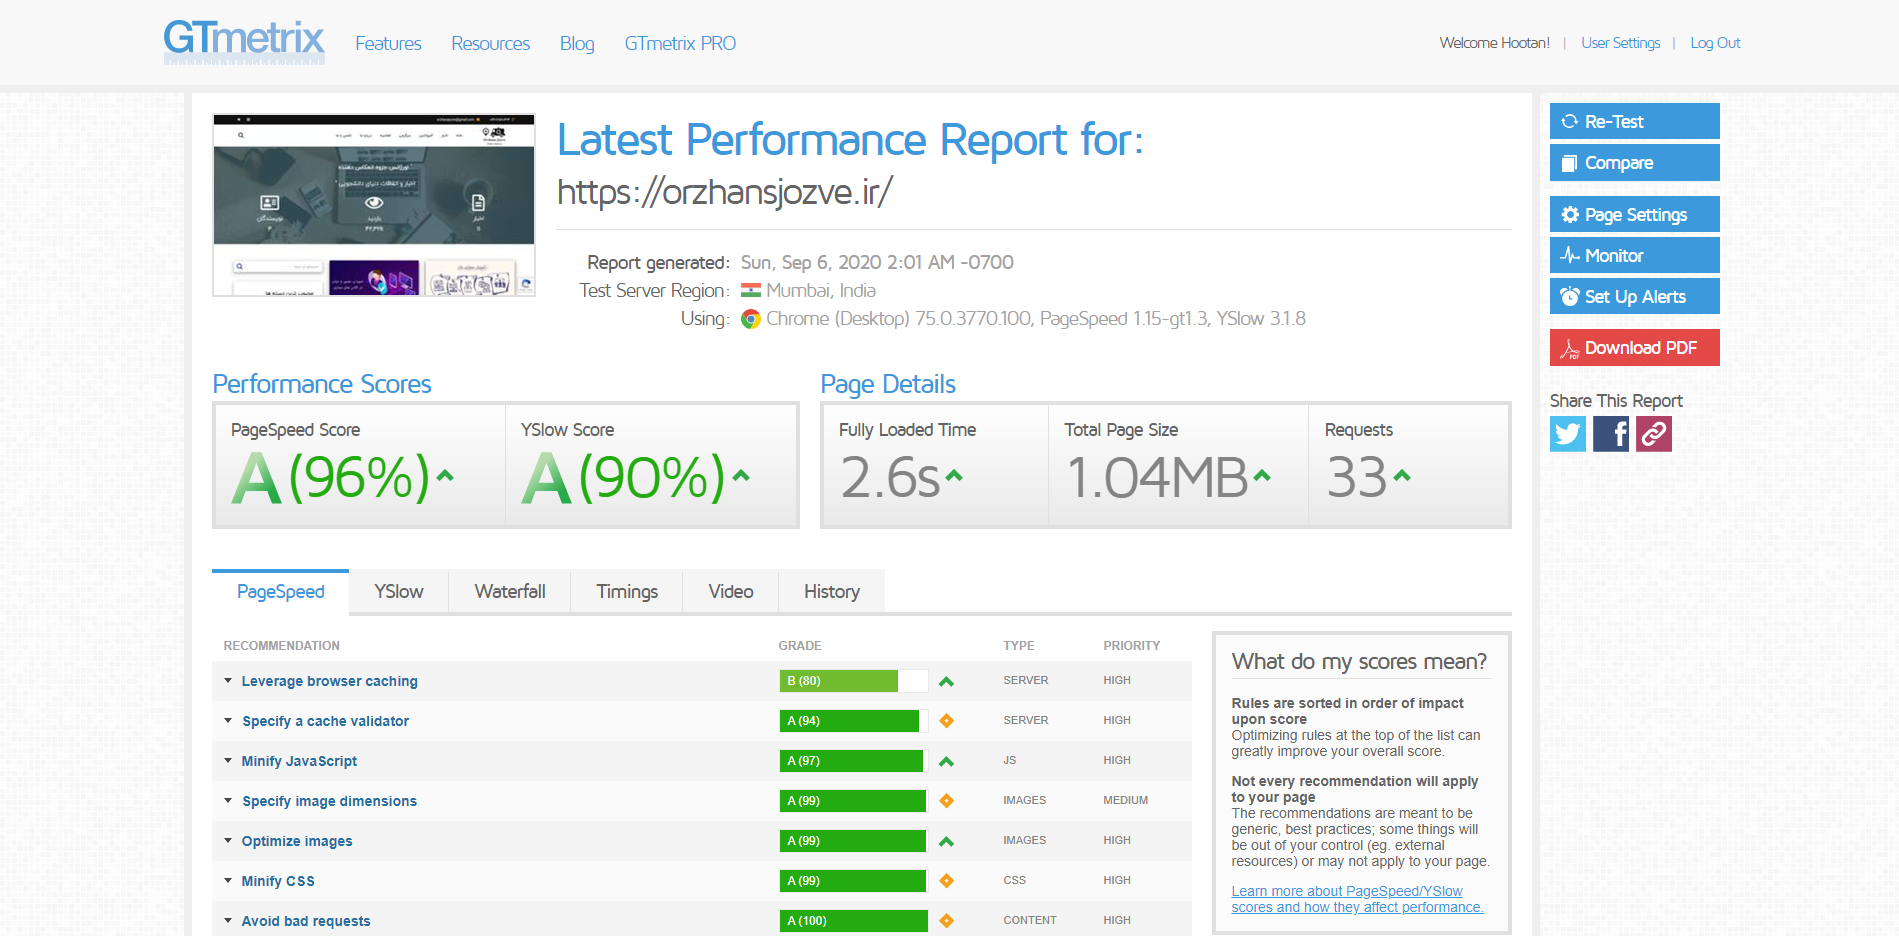 GTmetrix
Features
Resources
Blog
GTmetrix PRO
Welcome Hootan!
|
User Settings
|
Log Out
اخبار و اتفاقات دنیای دانشجویی
نویسندگان
۴
بازدید
اخبار
Latest Performance Report for:
https://orzhansjozve.ir/
Report generated: Sun, Sep 6, 2020 2:01 AM -0700
Test Server Region: Mumbai, India
Using: Chrome (Desktop) 75.0.3770.100, PageSpeed 1.15-gt1.3, YSlow 3.1.8
Re-Test
Compare
Page Settings
Monitor
Set Up Alerts
Download PDF
Share This Report
Performance Scores
PageSpeed Score
A (96%)
YSlow Score
A (90%)
Page Details
Fully Loaded Time
2.6s
Total Page Size
1.04MB
Requests
33
PageSpeed
YSlow
Waterfall
Timings
Video
History
RECOMMENDATION GRADE TYPE PRIORITY
Leverage browser caching B (80) SERVER HIGH
Specify a cache validator A (94) SERVER HIGH
Minify JavaScript A (97) JS HIGH
Specify image dimensions A (99) IMAGES MEDIUM
Optimize images A (99) IMAGES HIGH
Minify CSS A (99) CSS HIGH
Avoid bad requests A (100) CONTENT HIGH
What do my scores mean?
Rules are sorted in order of impact
upon score
Optimizing rules at the top of the list can
greatly improve your overall score.
Not every recommendation will apply
to your page
The recommendations are meant to be
generic, best practices; some things will
be out of your control (eg. external
resources) or may not apply to your page.
Learn more about PageSpeed/YSlow
scores and how they affect performance.